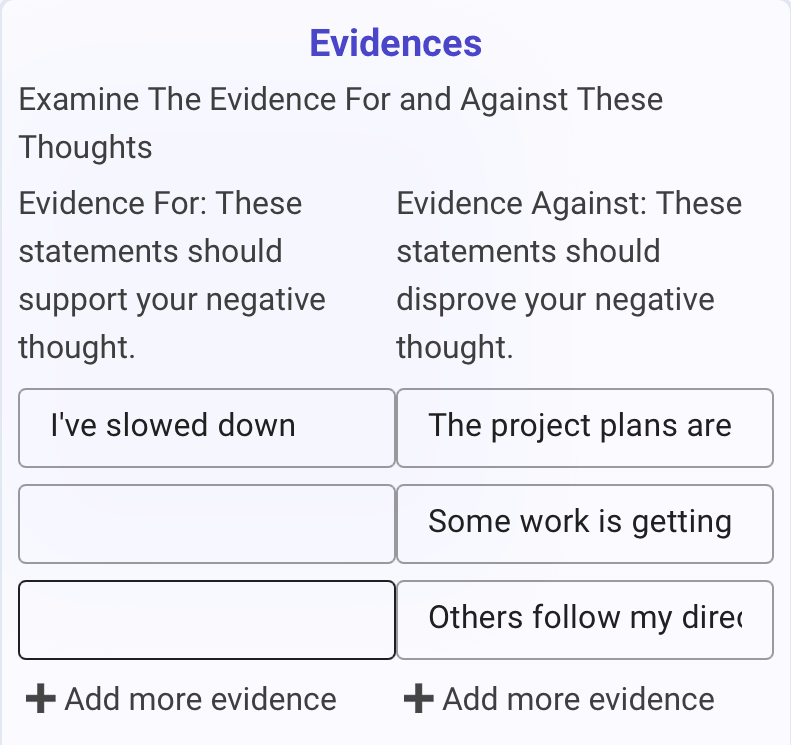 Evidences
Examine The Evidence For and Against These
Thoughts
Evidence For: These
statements should
support your negative
thought.
Evidence Against: These
statements should
disprove your negative
thought.
I've slowed down
The project plans are
Some work is getting
Others follow my
Add more evidence
Add more evidence